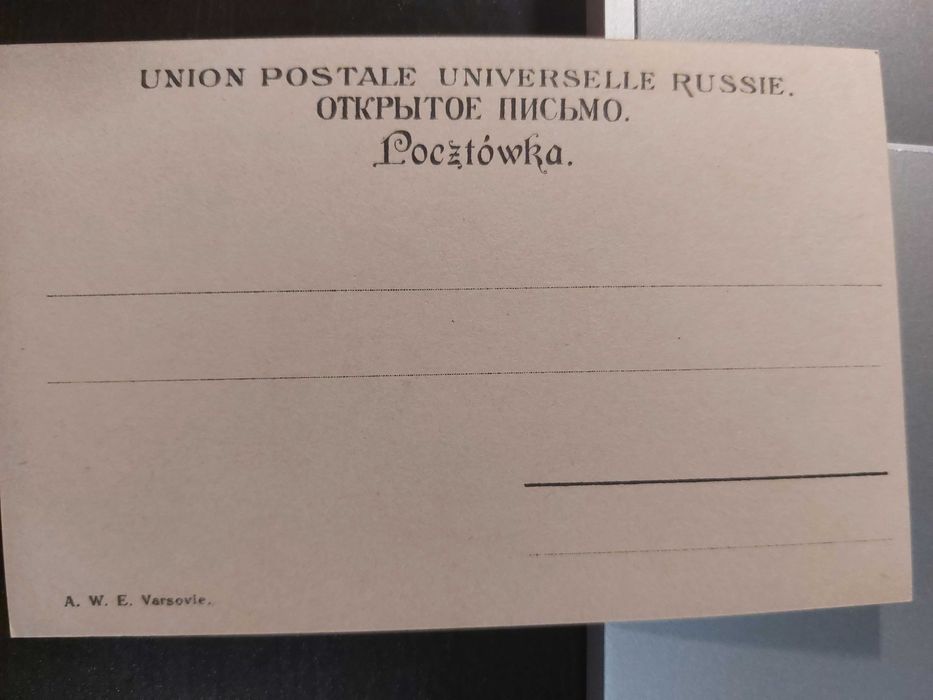 UNION POSTALE UNIVERSELLE RUSSIE.
ОТКРЫТОЕ ПИСЬМО.
Pocztówka.
A. W. E. Varsovie.